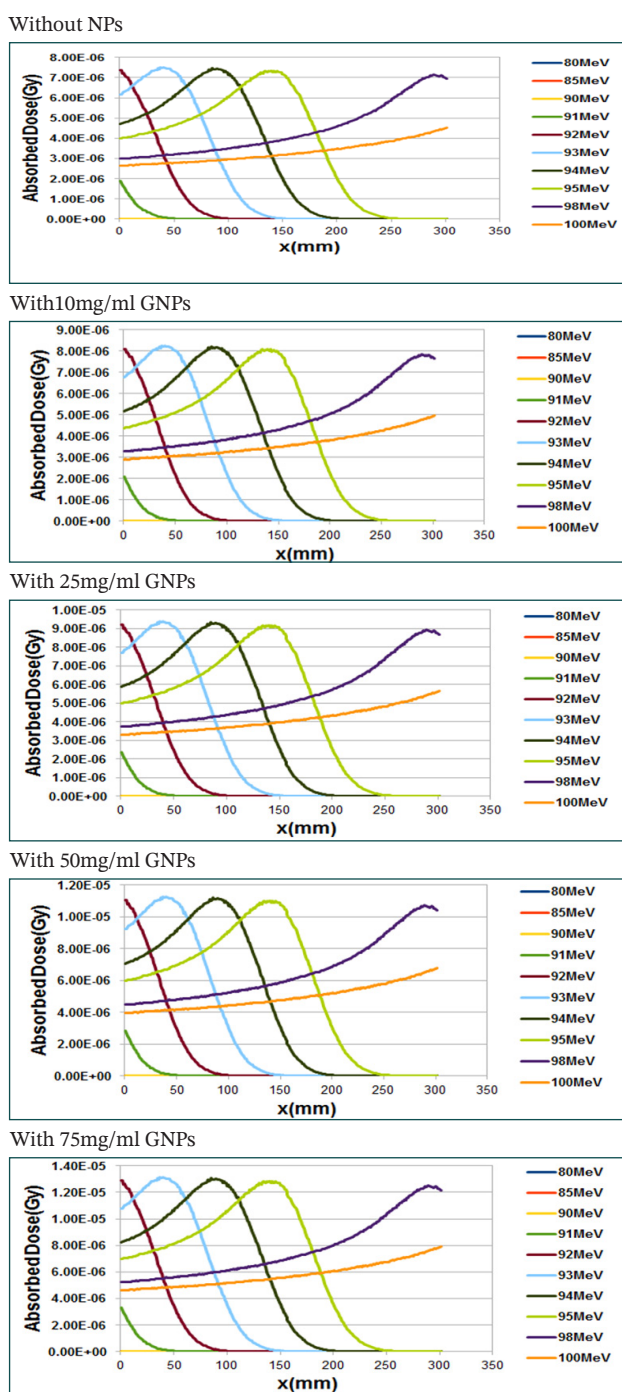 Without NPs
8.00E-06
7.00E-06
6.00E-06
5.00E-06
4.00E-06
3.00E-06
2.00E-06
1.00E-06
0.00E+00
AbsorbedDose(Gy)
0 50 100 150 200 250 300 350
x(mm)
80MeV
85MeV
90MeV
91MeV
92MeV
93MeV
94MeV
95MeV
98MeV
100MeV
With10mg/ml GNPs
9.00E-06
8.00E-06
7.00E-06
6.00E-06
5.00E-06
4.00E-06
3.00E-06
2.00E-06
1.00E-06
0.00E+00
AbsorbedDose(Gy)
0 50 100 150 200 250 300 350
x(mm)
80MeV
85MeV
90MeV
91MeV
92MeV
93MeV
94MeV
95MeV
98MeV
100MeV
With 25mg/ml GNPs
1.00E-05
9.00E-06
8.00E-06
7.00E-06
6.00E-06
5.00E-06
4.00E-06
3.00E-06
2.00E-06
1.00E-06
0.00E+00
AbsorbedDose(Gy)
0 50 100 150 200 250 300 350
x(mm)
80MeV
85MeV
90MeV
91MeV
92MeV
93MeV
94MeV
95MeV
98MeV
100MeV
With 50mg/ml GNPs
1.20E-05
1.00E-05
8.00E-06
6.00E-06
4.00E-06
2.00E-06
0.00E+00
AbsorbedDose(Gy)
0 50 100 150 200 250 300 350
x(mm)
80MeV
85MeV
90MeV
91MeV
92MeV
93MeV
94MeV
95MeV
98MeV
100MeV
With 75mg/ml GNPs
1.40E-05
1.20E-05
1.00E-05
8.00E-06
6.00E-06
4.00E-06
2.00E-06
0.00E+00
AbsorbedDose(Gy)
0 50 100 150 200 250 300 350
x(mm)
80MeV
85MeV
90MeV
91MeV
92MeV
93MeV
94MeV
95MeV
98MeV
100MeV